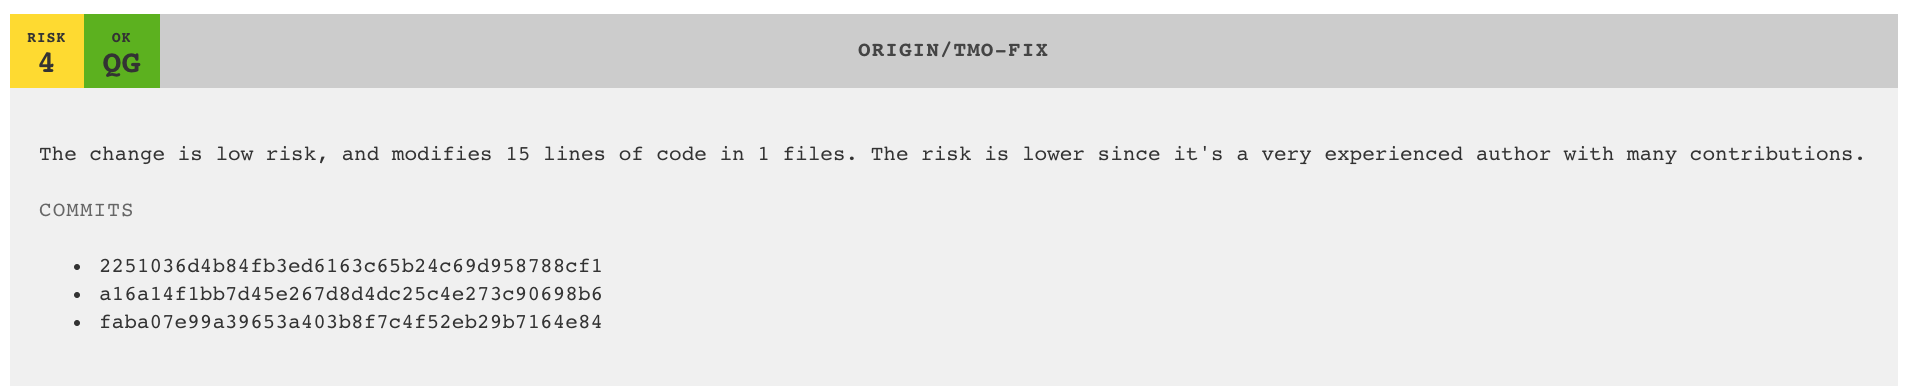 RISK
4
OK
QG
ORIGIN/TMO-FIX
The change is low risk, and modifies 15 lines of code in 1 files. The risk is lower since it's a very experienced author with many contributions.
COMMITS
• 2251036d4b84fb3ed6163c65b24c69d958788cf1
• a16a14f1bb7d45e267d8d4dc25c4e273c90698b6
• faba07e99a39653a403b8f7c4f52eb29b7164e84